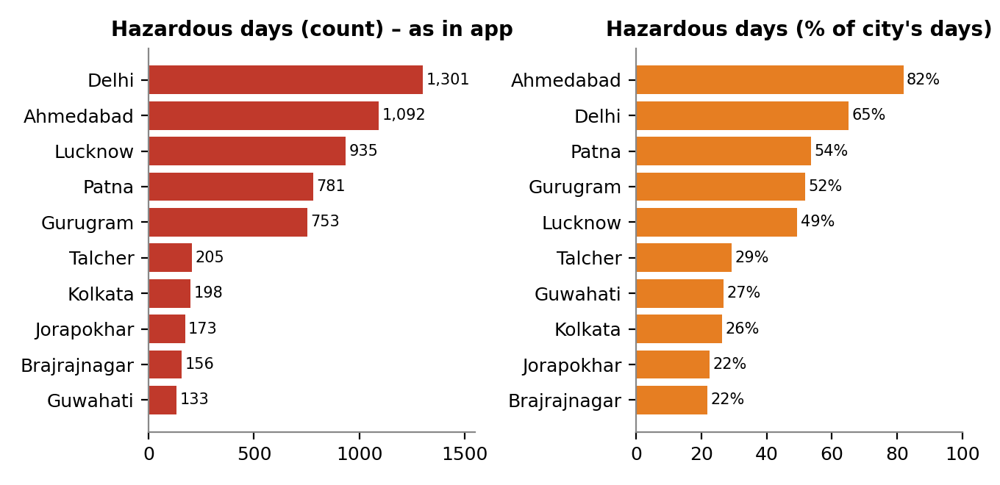 Hazardous days (count) – as in app
Delhi 1,301
Ahmedabad 1,092
Lucknow 935
Patna 781
Gurugram 753
Talcher 205
Kolkata 198
Jorapokhar 173
Brajrajnagar 156
Guwahati 133
0 500 1000 1500
Hazardous days (% of city's days)
Ahmedabad 82%
Delhi 65%
Patna 54%
Gurugram 52%
Lucknow 49%
Talcher 29%
Guwahati 27%
Kolkata 26%
Jorapokhar 22%
Brajrajnagar 22%
0 20 40 60 80 100